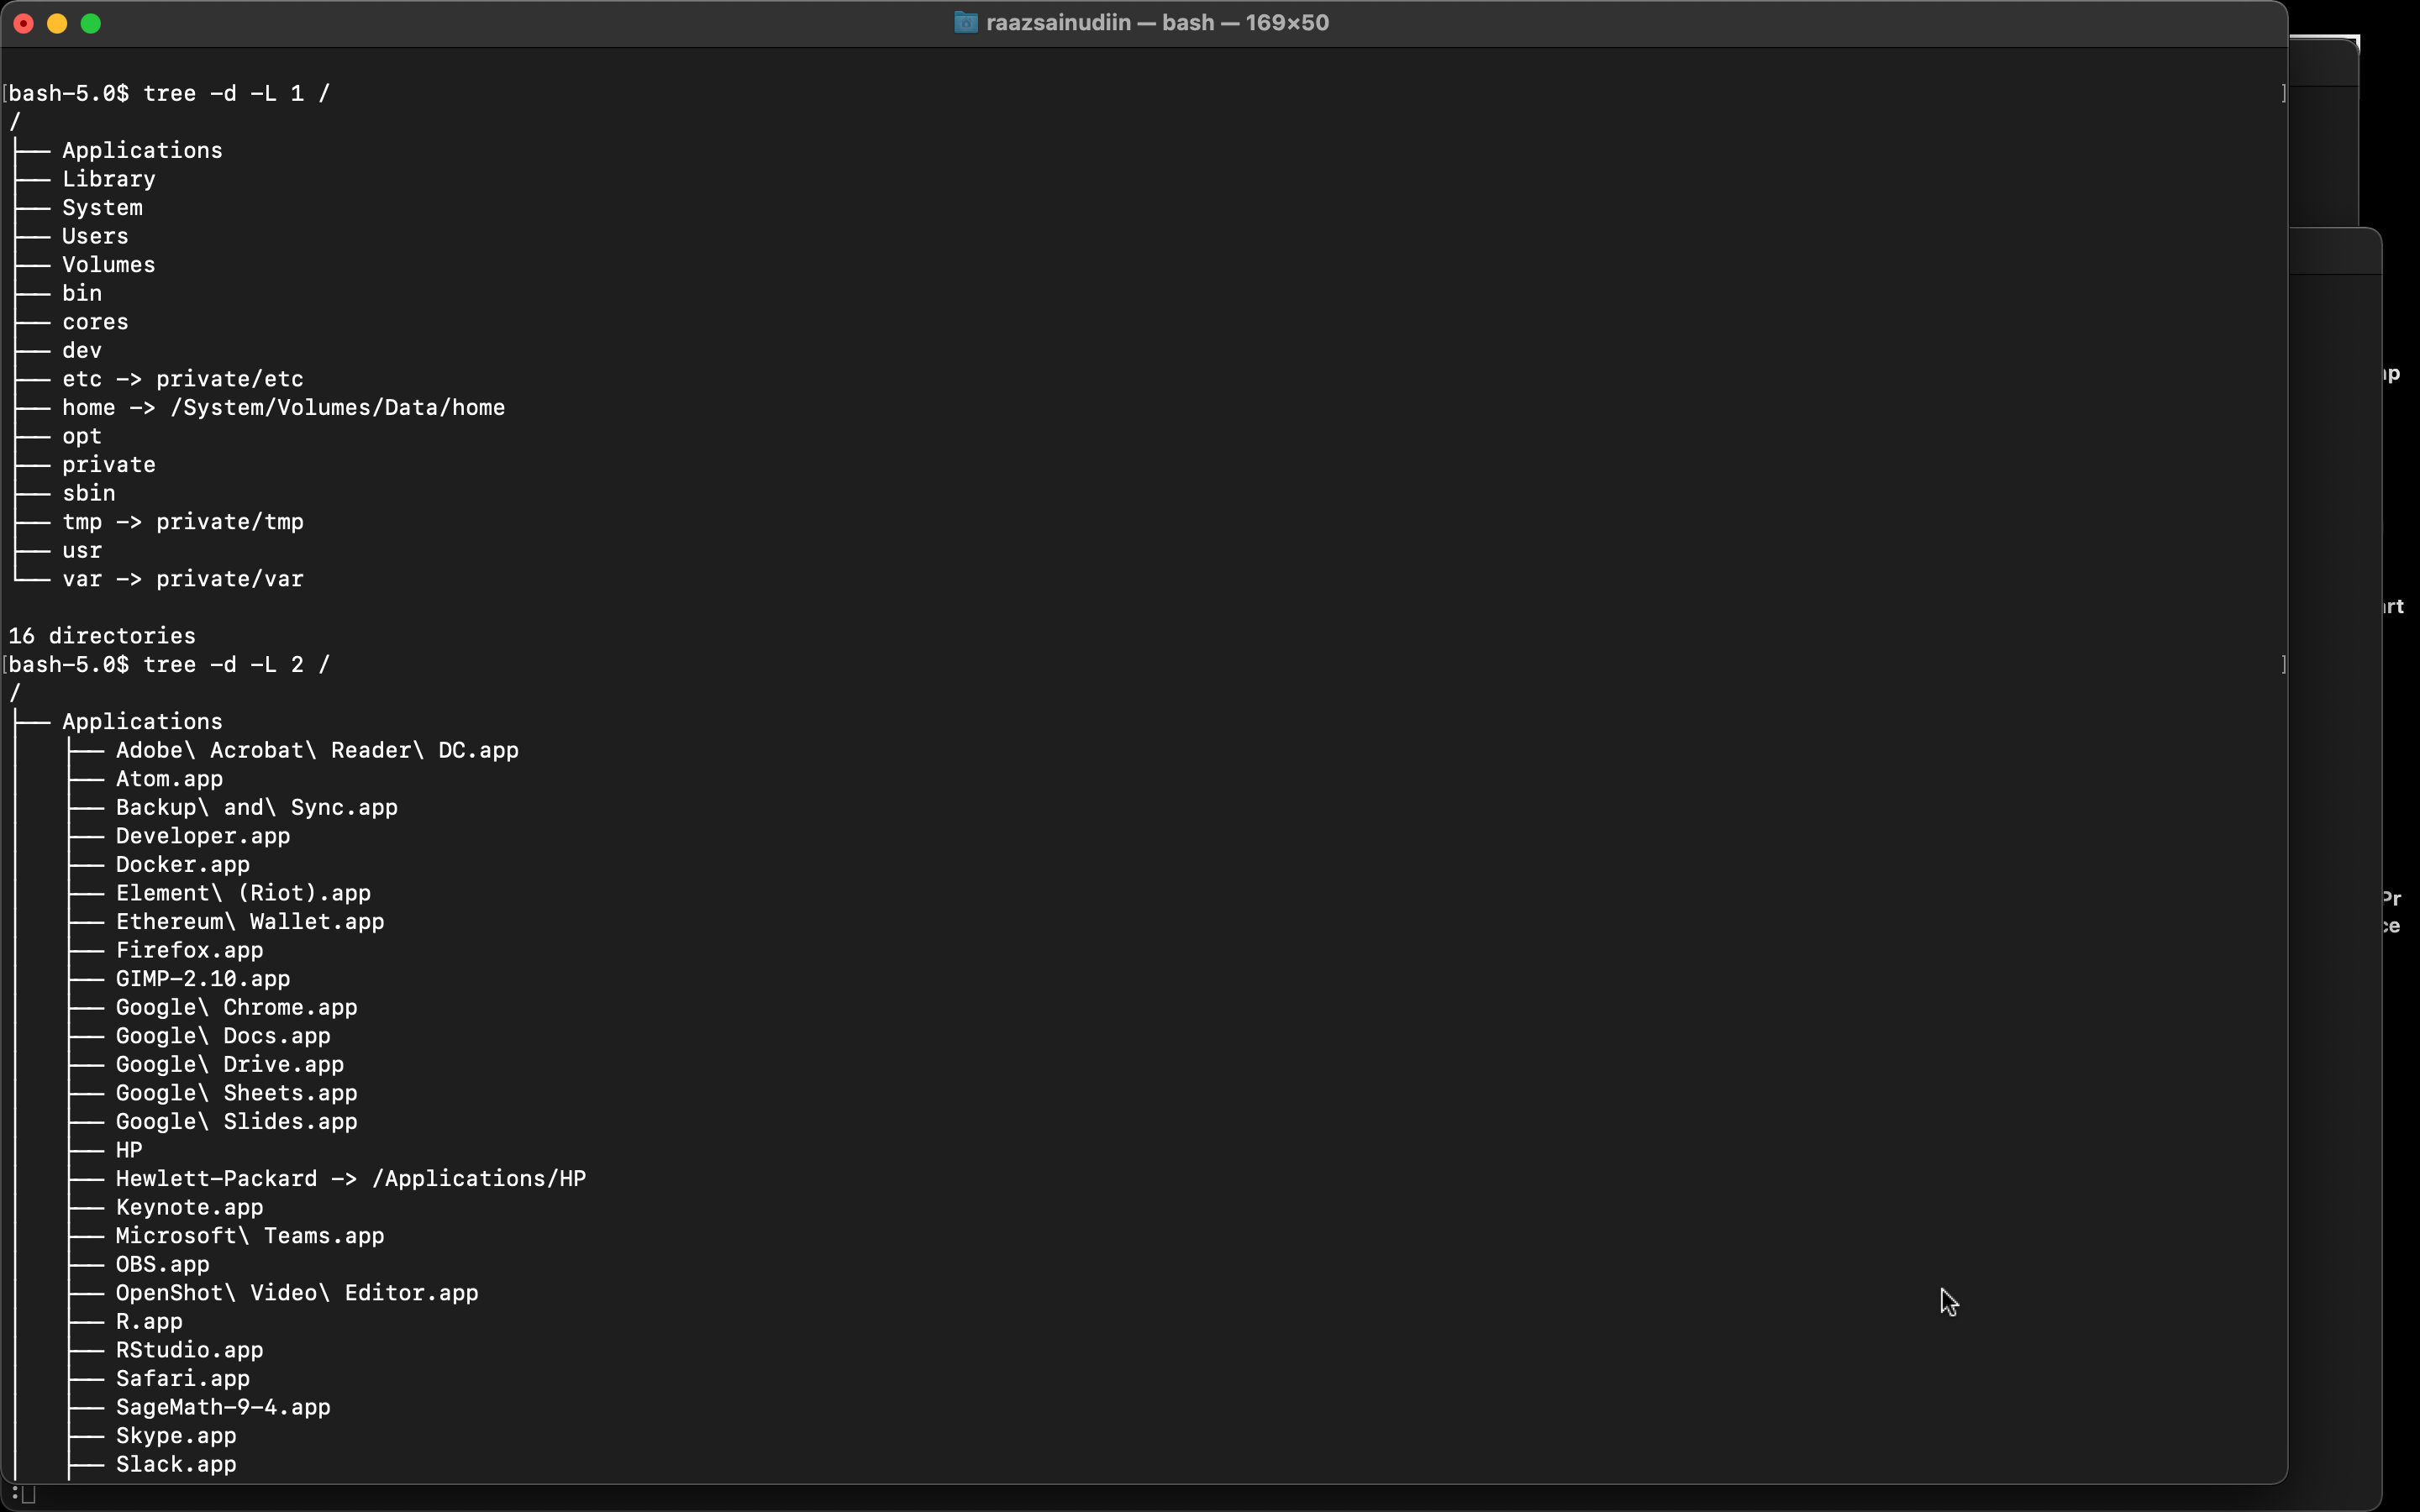 raazsainudiin — bash — 169×50
[bash-5.0$ tree -d -L 1 / ]
/
├── Applications
├── Library
├── System
├── Users
├── Volumes
├── bin
├── cores
├── dev
├── etc -> private/etc
├── home -> /System/Volumes/Data/home
├── opt
├── private
├── sbin
├── tmp -> private/tmp
├── usr
└── var -> private/var
16 directories
[bash-5.0$ tree -d -L 2 / ]
/
├── Applications
│   ├── Adobe\ Acrobat\ Reader\ DC.app
│   ├── Atom.app
│   ├── Backup\ and\ Sync.app
│   ├── Developer.app
│   ├── Docker.app
│   ├── Element\ (Riot).app
│   ├── Ethereum\ Wallet.app
│   ├── Firefox.app
│   ├── GIMP-2.10.app
│   ├── Google\ Chrome.app
│   ├── Google\ Docs.app
│   ├── Google\ Drive.app
│   ├── Google\ Sheets.app
│   ├── Google\ Slides.app
│   ├── HP
│   ├── Hewlett-Packard -> /Applications/HP
│   ├── Keynote.app
│   ├── Microsoft\ Teams.app
│   ├── OBS.app
│   ├── OpenShot\ Video\ Editor.app
│   ├── R.app
│   ├── RStudio.app
│   ├── Safari.app
│   ├── SageMath-9-4.app
│   ├── Skype.app
│   ├── Slack.app
: